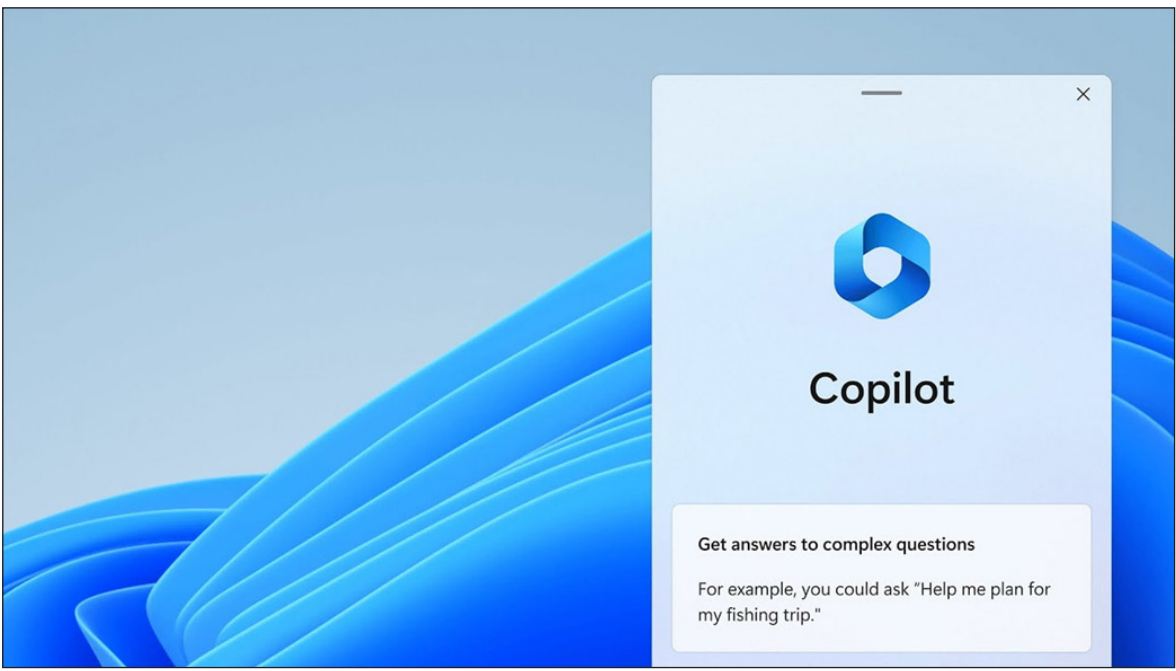 Copilot
Get answers to complex questions
For example, you could ask “Help me plan for
my fishing trip."